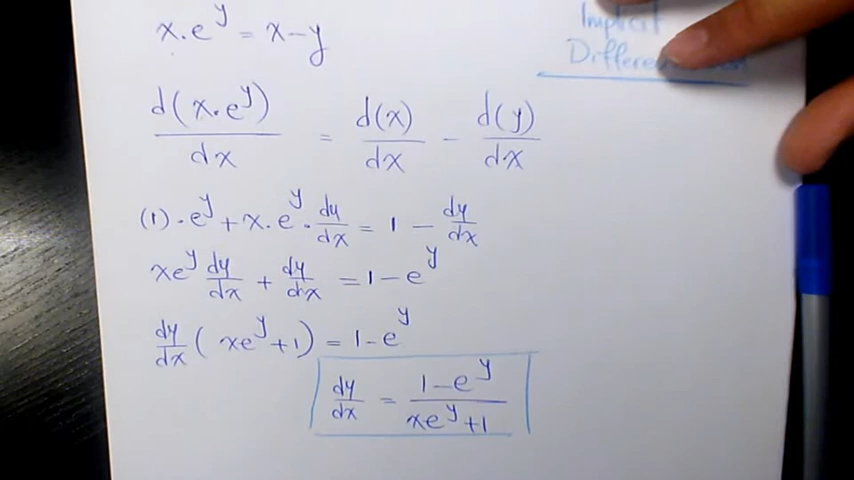 Implicit
x.e^y = x-y
d(x.e^y)/dx = d(x)/dx - d(y)/dx
(1).e^y + x.e^y.dy/dx = 1 - dy/dx
xe^y dy/dx + dy/dx = 1-e^y
dy/dx ( xe^y+1) = 1-e^y
dy/dx = 1-e^y/xe^y+1